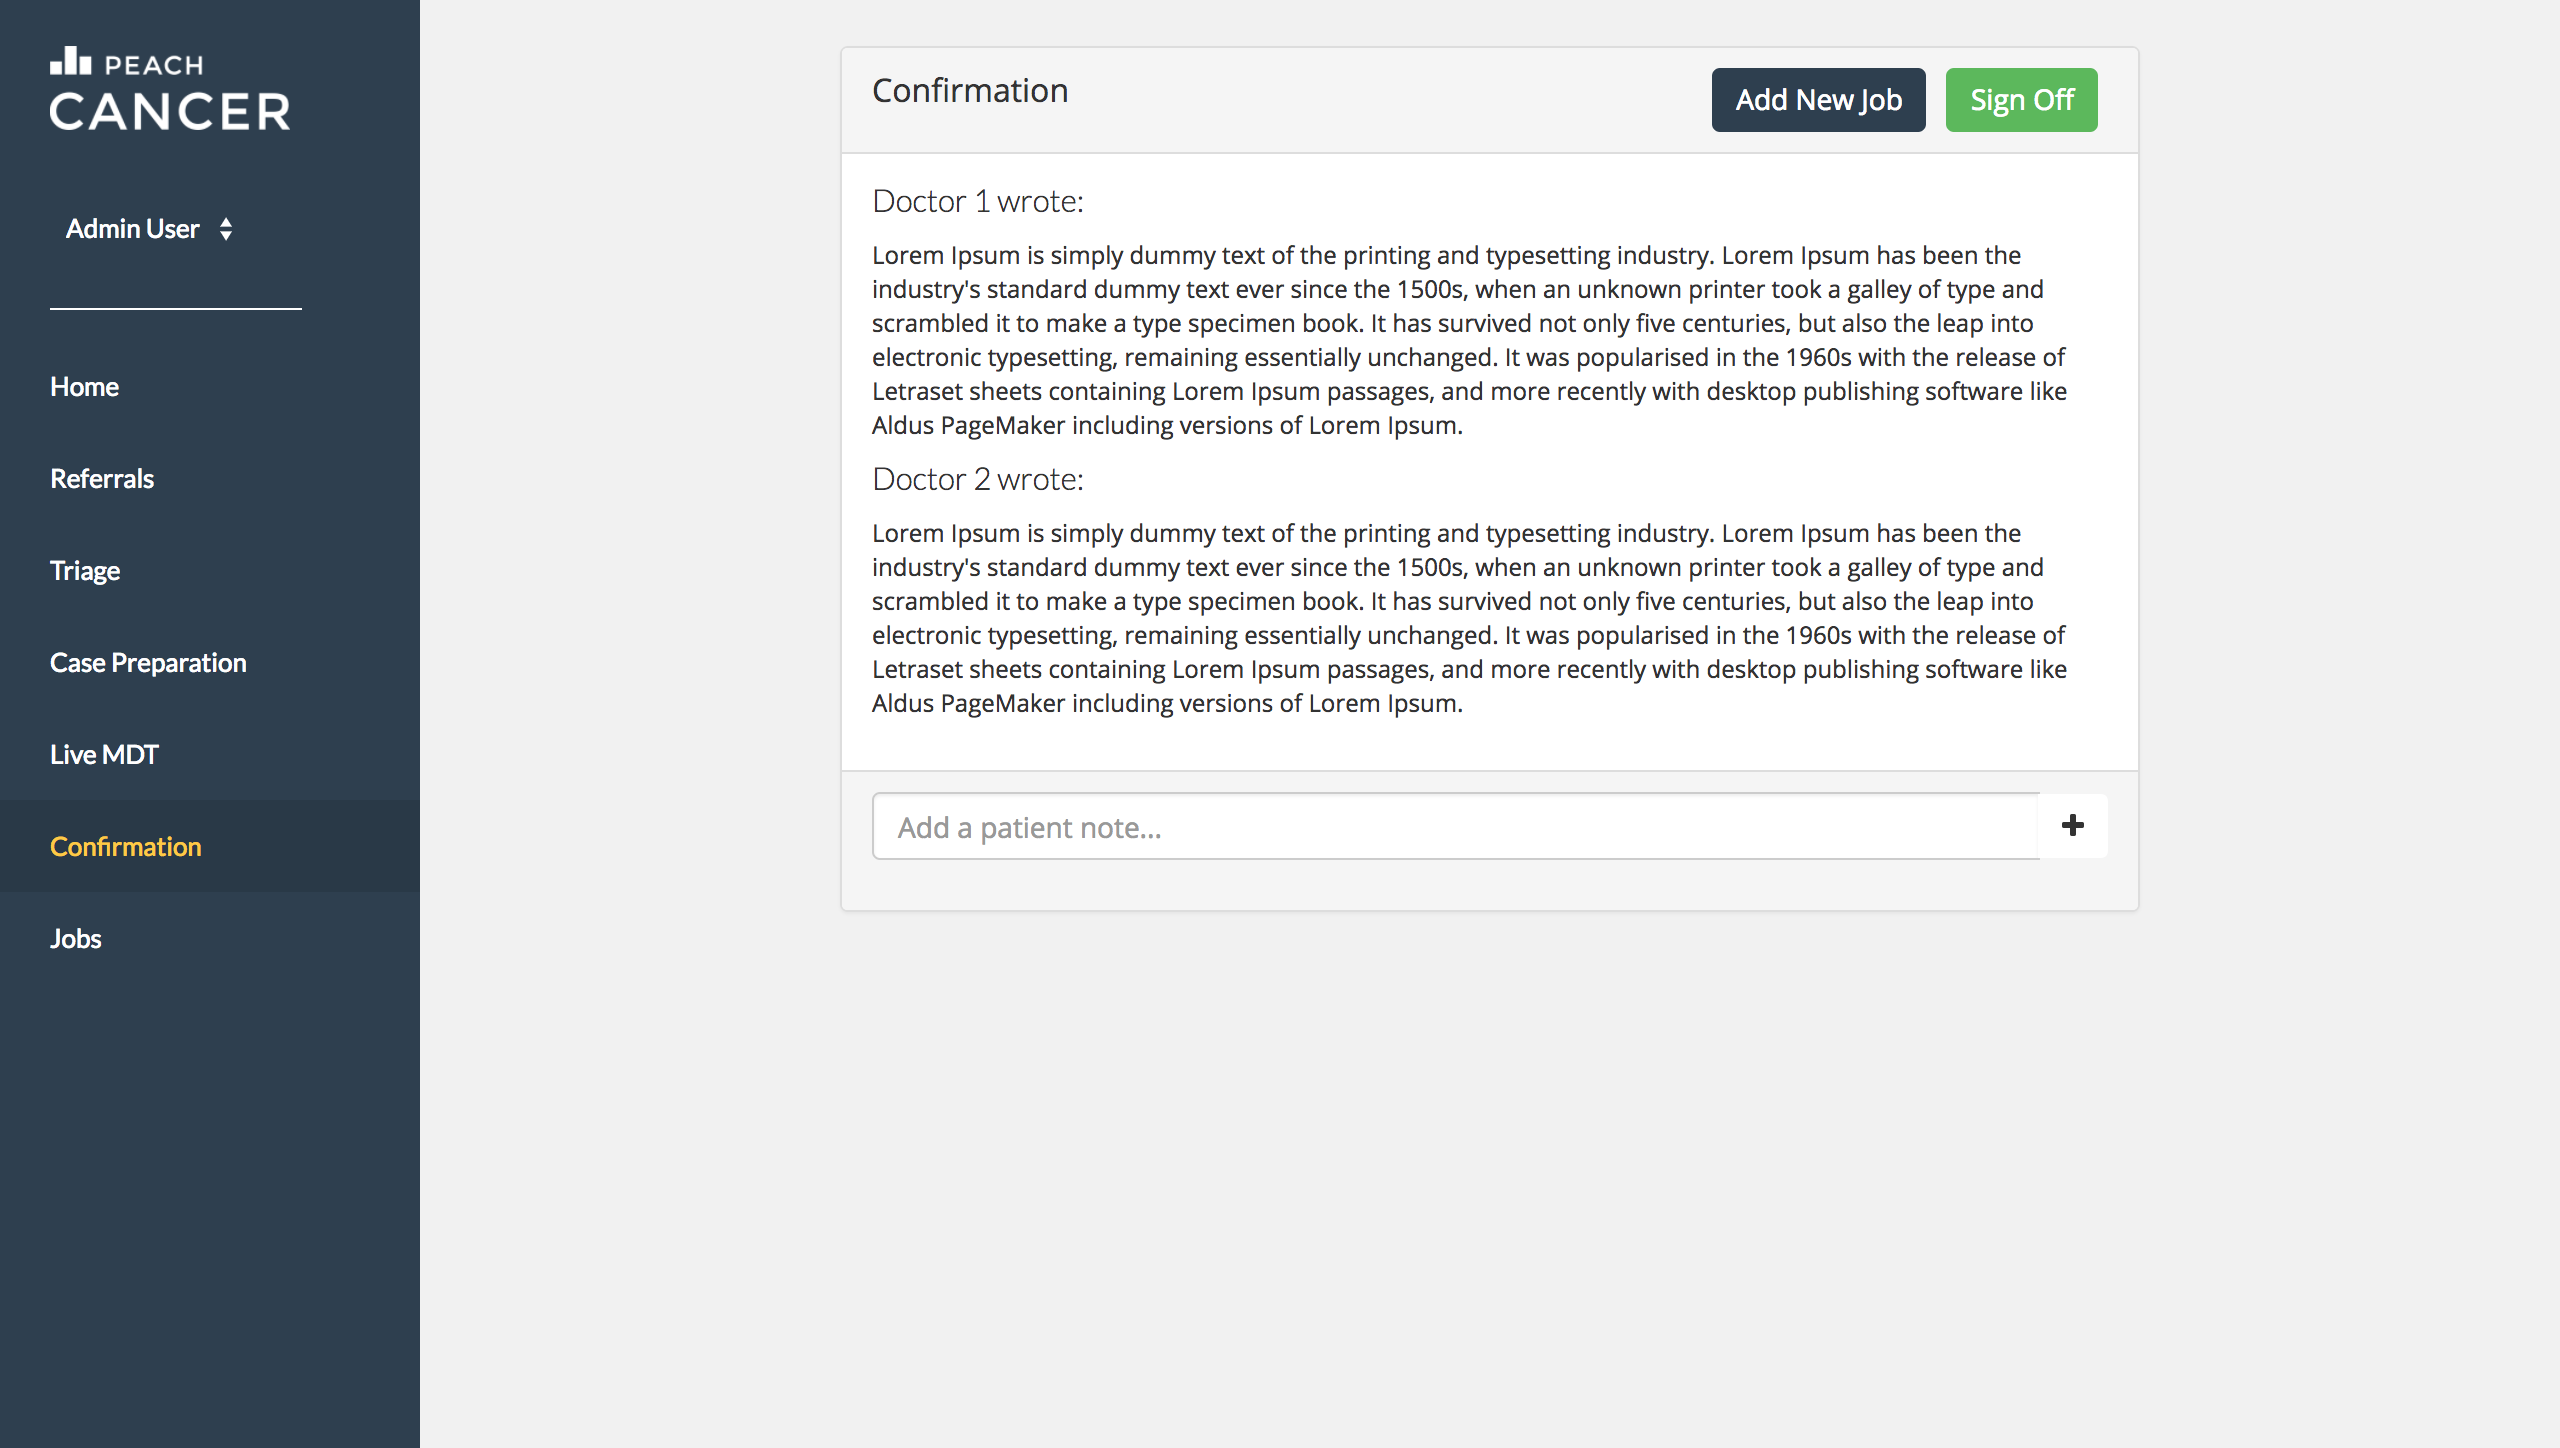 PEACH
CANCER
Admin User
Home
Referrals
Triage
Case Preparation
Live MDT
Confirmation
Jobs
Confirmation
Add New Job
Sign Off
Doctor 1 wrote:
Lorem Ipsum is simply dummy text of the printing and typesetting industry. Lorem Ipsum has been the
industry's standard dummy text ever since the 1500s, when an unknown printer took a galley of type and
scrambled it to make a type specimen book. It has survived not only five centuries, but also the leap into
electronic typesetting, remaining essentially unchanged. It was popularised in the 1960s with the release of
Letraset sheets containing Lorem Ipsum passages, and more recently with desktop publishing software like
Aldus PageMaker including versions of Lorem Ipsum.
Doctor 2 wrote:
Lorem Ipsum is simply dummy text of the printing and typesetting industry. Lorem Ipsum has been the
industry's standard dummy text ever since the 1500s, when an unknown printer took a galley of type and
scrambled it to make a type specimen book. It has survived not only five centuries, but also the leap into
electronic typesetting, remaining essentially unchanged. It was popularised in the 1960s with the release of
Letraset sheets containing Lorem Ipsum passages, and more recently with desktop publishing software like
Aldus PageMaker including versions of Lorem Ipsum.
Add a patient note...